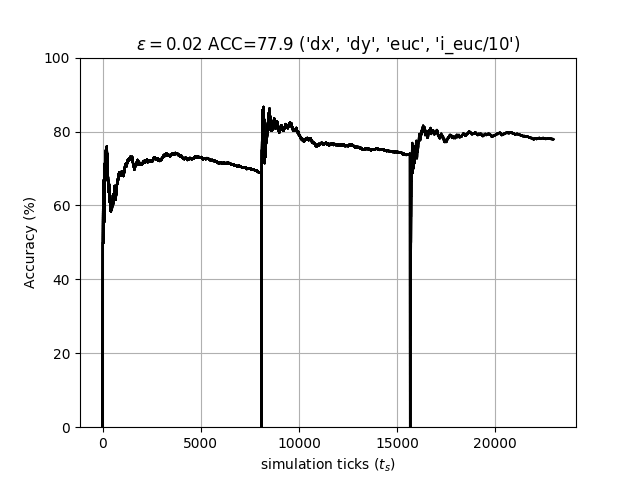 ε = 0.02 ACC=77.9 ('dx', 'dy', 'euc', 'i_euc/10')
100
80
60
40
20
0
Accuracy (%)
0 5000 10000 15000 20000
simulation ticks (tₛ)